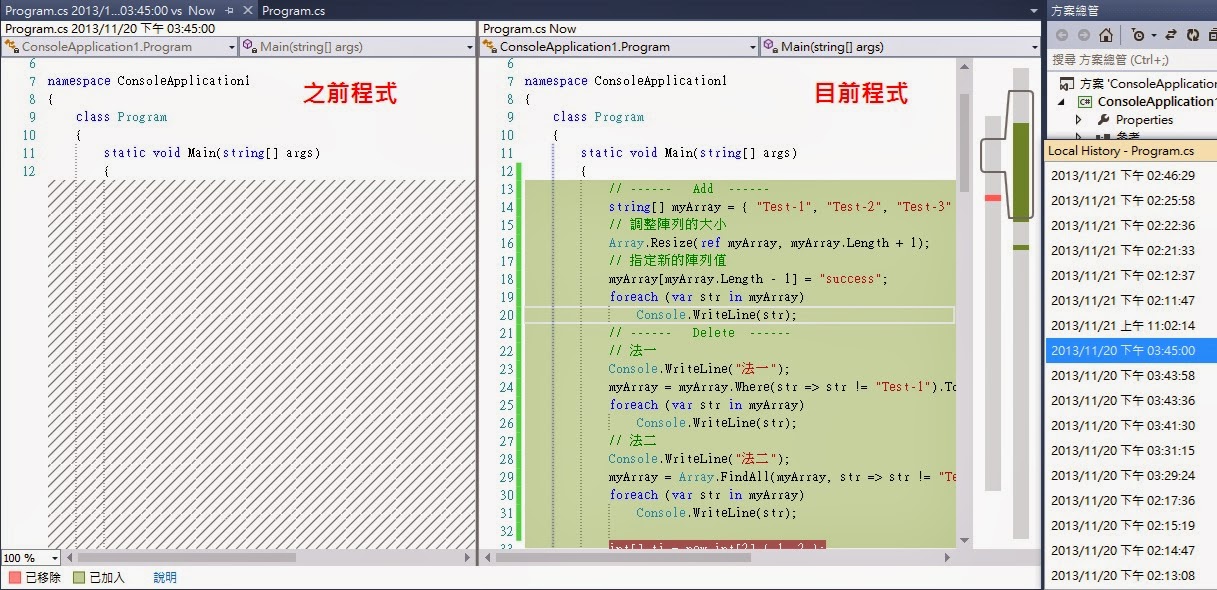 Program.cs 2013/1...03:45:00 vs Now
Program.cs
Program.cs 2013/11/20 下午 03:45:00
ConsoleApplication1.Program
Main(string[] args)
6
7 namespace ConsoleApplication1
8 {
9 class Program
10 {
11 static void Main(string[] args)
12 {
之前程式
100 %
已移除 已加入 說明
Program.cs Now
ConsoleApplication1.Program
Main(string[] args)
6
7 namespace ConsoleApplication1
8 {
9 class Program
10 {
11 static void Main(string[] args)
12 {
13 // ------ Add ------
14 string[] myArray = { "Test-1", "Test-2", "Test-3"
15 // 調整陣列的大小
16 Array.Resize(ref myArray, myArray.Length + 1);
17 // 指定新的陣列值
18 myArray[myArray.Length - 1] = "success";
19 foreach (var str in myArray)
20 Console.WriteLine(str);
21 // ------ Delete ------
22 // 法一
23 Console.WriteLine("法一");
24 myArray = myArray.Where(str => str != "Test-1").To
25 foreach (var str in myArray)
26 Console.WriteLine(str);
27 // 法二
28 Console.WriteLine("法二");
29 myArray = Array.FindAll(myArray, str => str != "Te
30 foreach (var str in myArray)
31 Console.WriteLine(str);
32
33
目前程式
方案總管
搜尋 方案總管 (Ctrl+;)
方案 'ConsoleApplication
ConsoleApplication1
Properties
參考
Local History - Program.cs
2013/11/21 下午 02:46:29
2013/11/21 下午 02:25:58
2013/11/21 下午 02:22:36
2013/11/21 下午 02:21:33
2013/11/21 下午 02:12:37
2013/11/21 下午 02:11:47
2013/11/21 上午 11:02:14
2013/11/20 下午 03:45:00
2013/11/20 下午 03:43:58
2013/11/20 下午 03:43:36
2013/11/20 下午 03:41:30
2013/11/20 下午 03:31:15
2013/11/20 下午 03:29:24
2013/11/20 下午 02:17:36
2013/11/20 下午 02:15:19
2013/11/20 下午 02:14:47
2013/11/20 下午 02:13:08